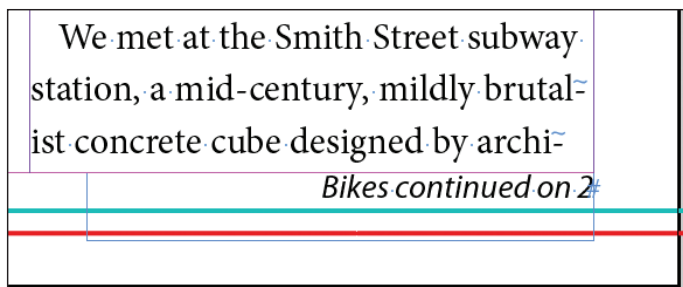 We met at the Smith Street subway
station, a mid-century, mildly brutal-
ist concrete cube designed by archi-
Bikes continued on 2